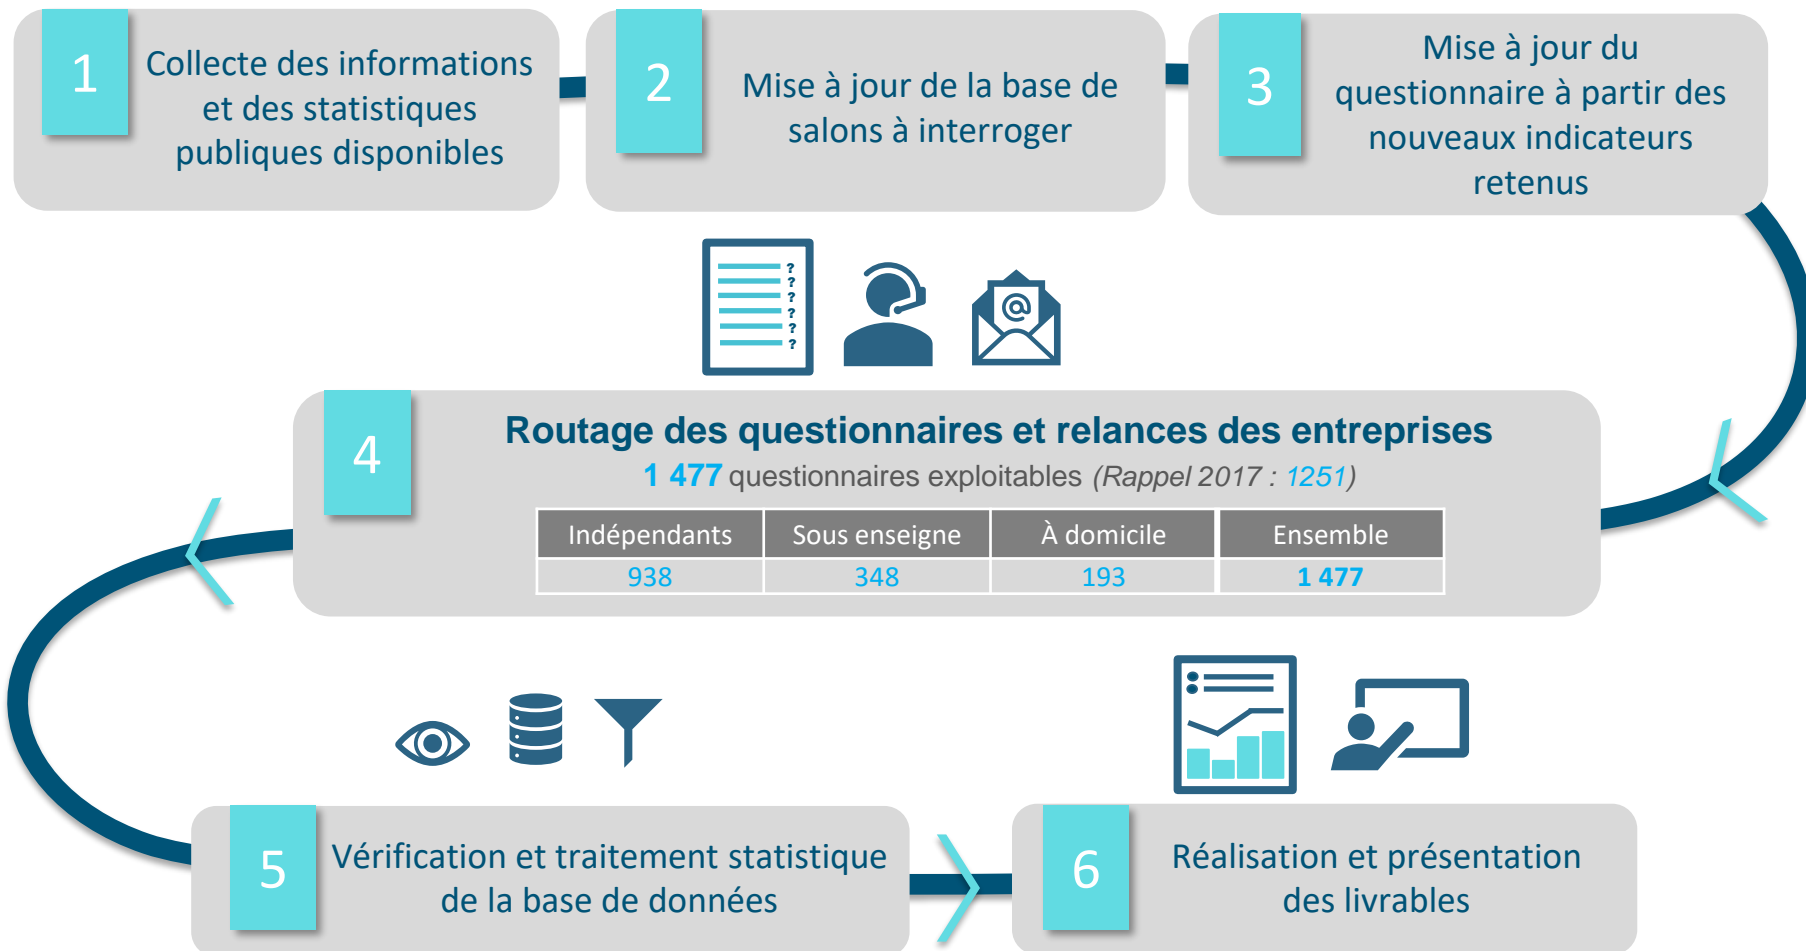 1
Collecte des informations
et des statistiques
publiques disponibles
2
Mise à jour de la base de
salons à interroger
3
Mise à jour du
questionnaire à partir des
nouveaux indicateurs
retenus
?
?
?
?
?
?
@
4
Routage des questionnaires et relances des entreprises
1 477 questionnaires exploitables (Rappel 2017 : 1251)
Indépendants Sous enseigne À domicile Ensemble
938 348 193 1 477
5
Vérification et traitement statistique
de la base de données
6
Réalisation et présentation
des livrables